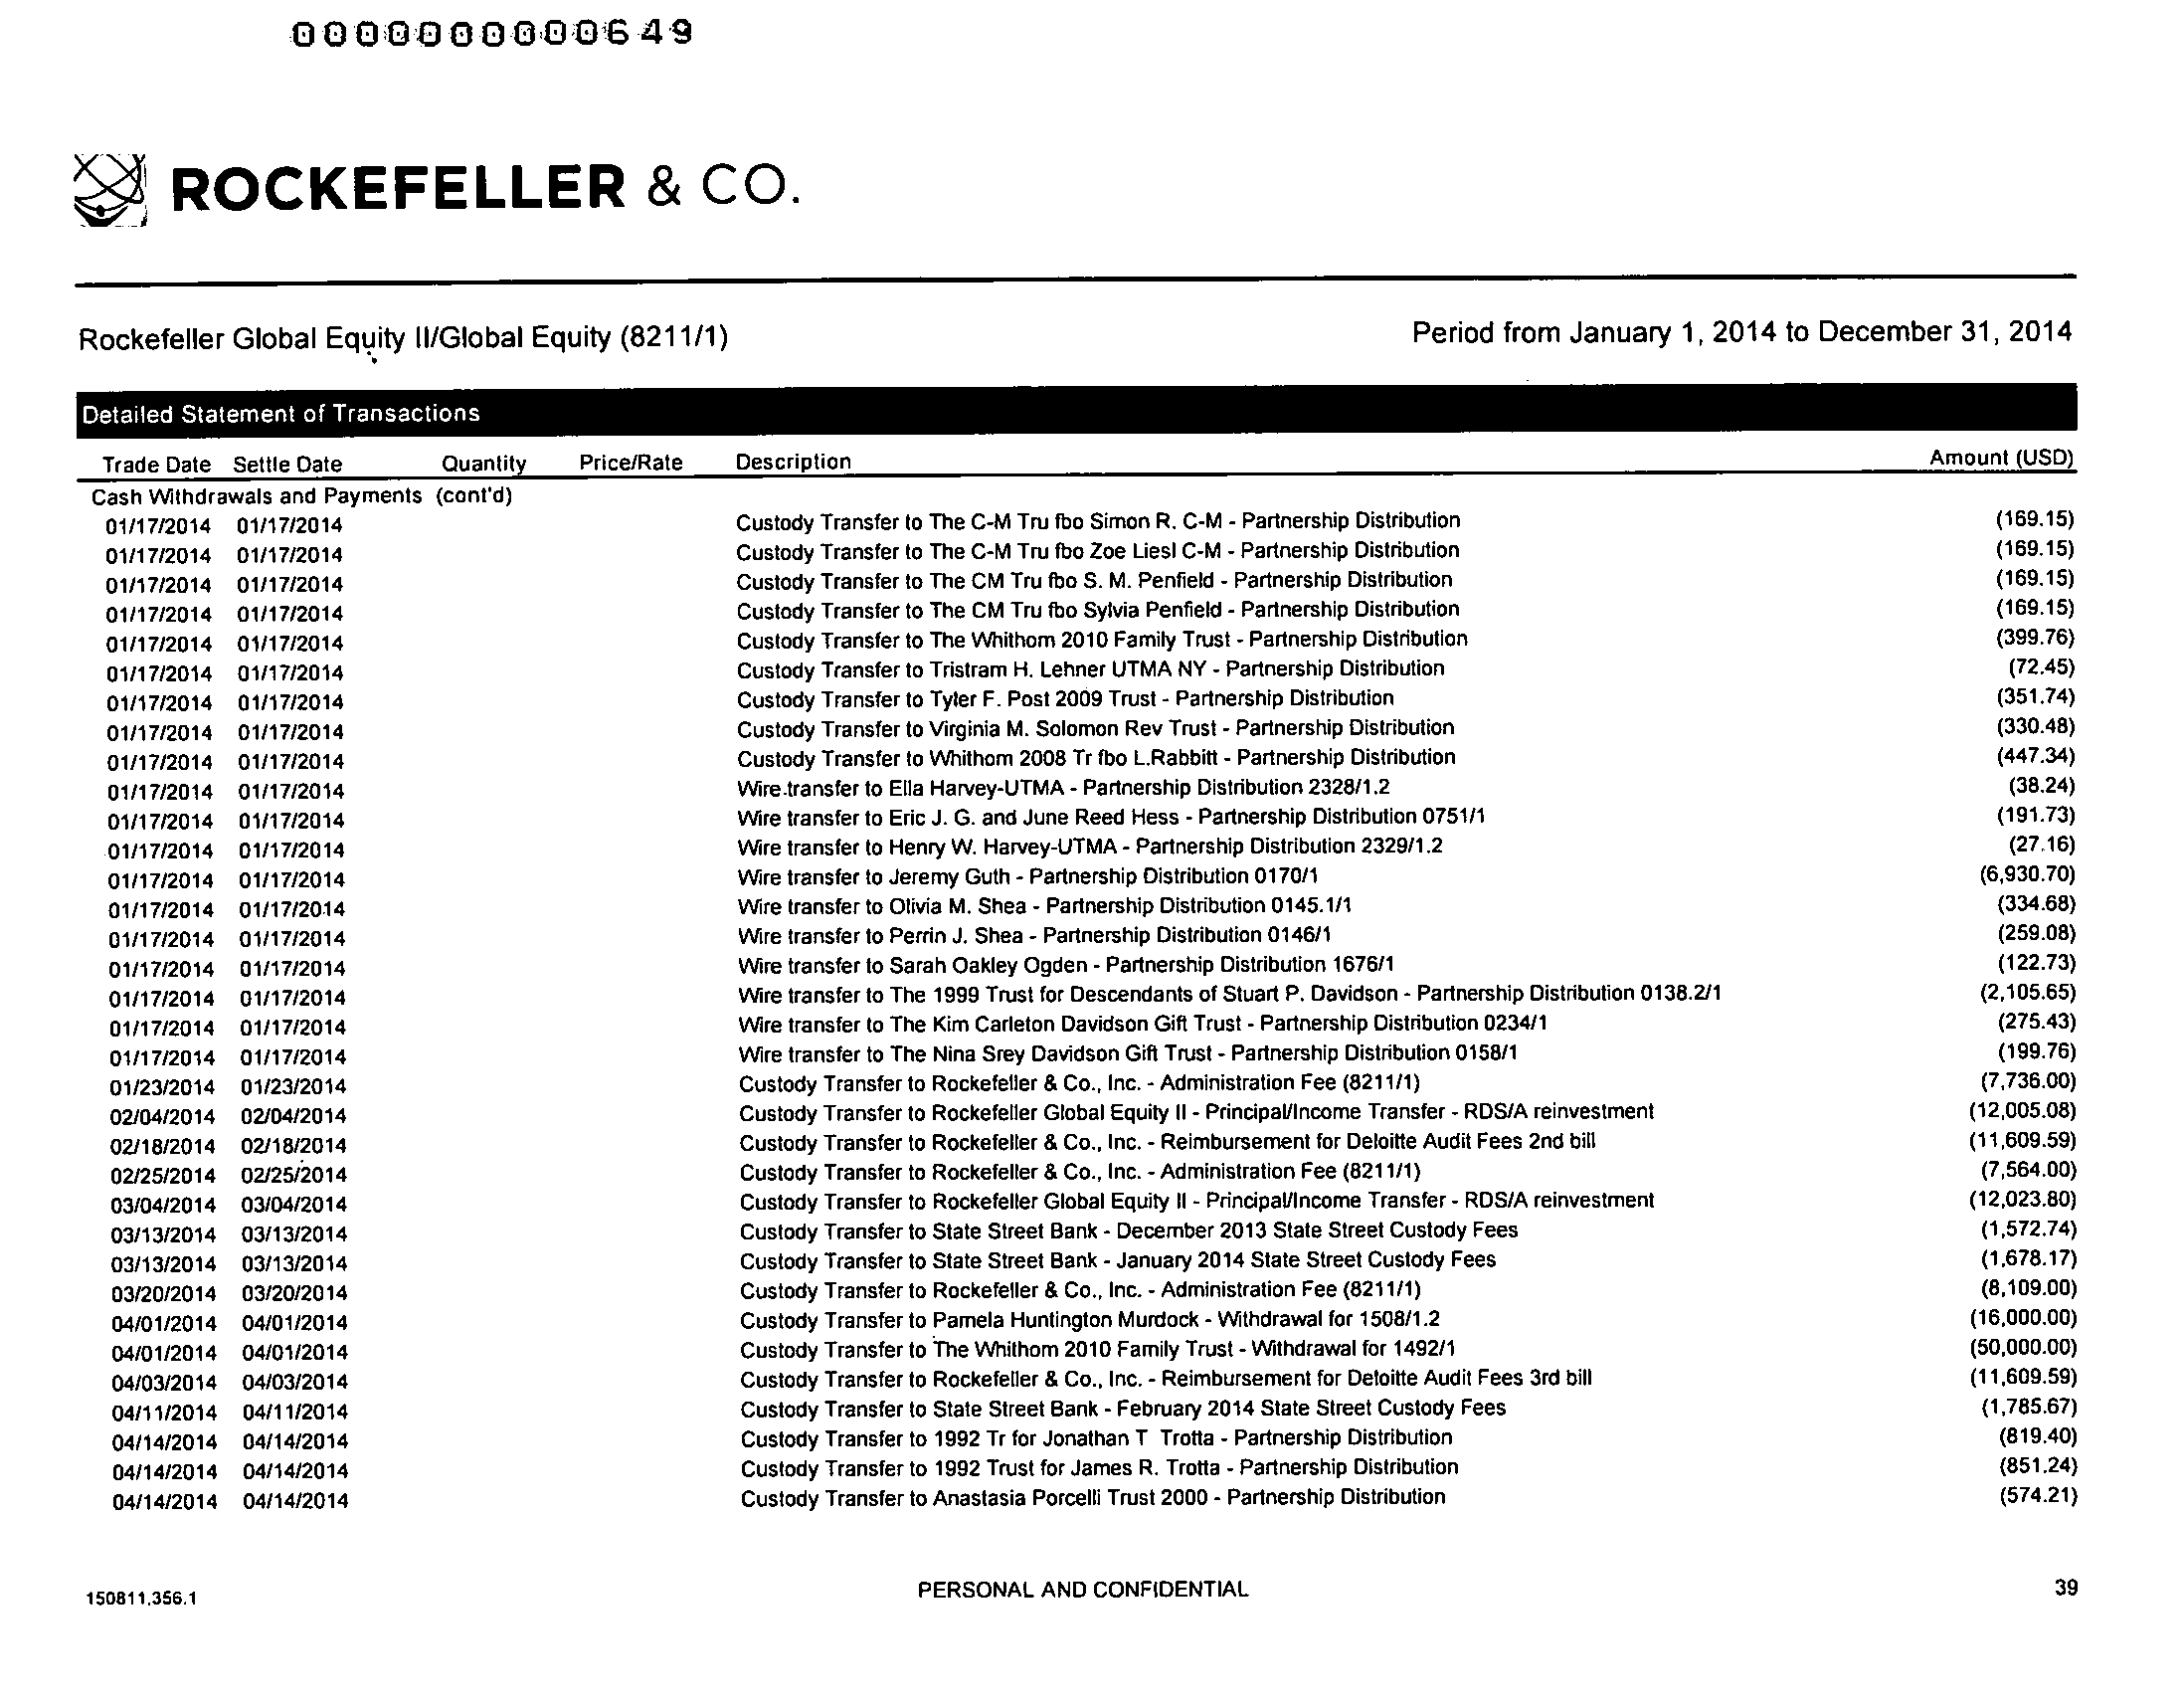 00000000000649
ROCKEFELLER & CO.
Rockefeller Global Equity II/Global Equity (8211/1) Period from January 1, 2014 to December 31, 2014
Detailed Statement of Transactions
Trade Date Settle Date Quantity Price/Rate Description Amount (USD)
Cash Withdrawals and Payments (cont'd)
01/17/2014 01/17/2014 Custody Transfer to The C-M Tru fbo Simon R. C-M - Partnership Distribution (169.15)
01/17/2014 01/17/2014 Custody Transfer to The C-M Tru fbo Zoe Liesl C-M - Partnership Distribution (169.15)
01/17/2014 01/17/2014 Custody Transfer to The CM Tru fbo S. M. Penfield - Partnership Distribution (169.15)
01/17/2014 01/17/2014 Custody Transfer to The CM Tru fbo Sylvia Penfield - Partnership Distribution (169.15)
01/17/2014 01/17/2014 Custody Transfer to The Whithom 2010 Family Trust - Partnership Distribution (399.76)
01/17/2014 01/17/2014 Custody Transfer to Tristram H. Lehner UTMA NY - Partnership Distribution (72.45)
01/17/2014 01/17/2014 Custody Transfer to Tyler F. Post 2009 Trust - Partnership Distribution (351.74)
01/17/2014 01/17/2014 Custody Transfer to Virginia M. Solomon Rev Trust - Partnership Distribution (330.48)
01/17/2014 01/17/2014 Custody Transfer to Whithom 2008 Tr fbo L.Rabbitt - Partnership Distribution (447.34)
01/17/2014 01/17/2014 Wire transfer to Ella Harvey-UTMA - Partnership Distribution 2328/1.2 (38.24)
01/17/2014 01/17/2014 Wire transfer to Eric J. G. and June Reed Hess - Partnership Distribution 0751/1 (191.73)
01/17/2014 01/17/2014 Wire transfer to Henry W. Harvey-UTMA - Partnership Distribution 2329/1.2 (27.16)
01/17/2014 01/17/2014 Wire transfer to Jeremy Guth - Partnership Distribution 0170/1 (6,930.70)
01/17/2014 01/17/2014 Wire transfer to Olivia M. Shea - Partnership Distribution 0145.1/1 (334.68)
01/17/2014 01/17/2014 Wire transfer to Perrin J. Shea - Partnership Distribution 0146/1 (259.08)
01/17/2014 01/17/2014 Wire transfer to Sarah Oakley Ogden - Partnership Distribution 1676/1 (122.73)
01/17/2014 01/17/2014 Wire transfer to The 1999 Trust for Descendants of Stuart P. Davidson - Partnership Distribution 0138.2/1 (2,105.65)
01/17/2014 01/17/2014 Wire transfer to The Kim Carleton Davidson Gift Trust - Partnership Distribution 0234/1 (275.43)
01/17/2014 01/17/2014 Wire transfer to The Nina Srey Davidson Gift Trust - Partnership Distribution 0158/1 (199.76)
01/23/2014 01/23/2014 Custody Transfer to Rockefeller & Co., Inc. - Administration Fee (8211/1) (7,736.00)
02/04/2014 02/04/2014 Custody Transfer to Rockefeller Global Equity II - Principal/Income Transfer - RDS/A reinvestment (12,005.08)
02/18/2014 02/18/2014 Custody Transfer to Rockefeller & Co., Inc. - Reimbursement for Deloitte Audit Fees 2nd bill (11,609.59)
02/25/2014 02/25/2014 Custody Transfer to Rockefeller & Co., Inc. - Administration Fee (8211/1) (7,564.00)
03/04/2014 03/04/2014 Custody Transfer to Rockefeller Global Equity II - Principal/Income Transfer - RDS/A reinvestment (12,023.80)
03/13/2014 03/13/2014 Custody Transfer to State Street Bank - December 2013 State Street Custody Fees (1,572.74)
03/13/2014 03/13/2014 Custody Transfer to State Street Bank - January 2014 State Street Custody Fees (1,678.17)
03/20/2014 03/20/2014 Custody Transfer to Rockefeller & Co., Inc. - Administration Fee (8211/1) (8,109.00)
04/01/2014 04/01/2014 Custody Transfer to Pamela Huntington Murdock - Withdrawal for 1508/1.2 (16,000.00)
04/01/2014 04/01/2014 Custody Transfer to The Whithom 2010 Family Trust - Withdrawal for 1492/1 (50,000.00)
04/03/2014 04/03/2014 Custody Transfer to Rockefeller & Co., Inc. - Reimbursement for Deloitte Audit Fees 3rd bill (11,609.59)
04/11/2014 04/11/2014 Custody Transfer to State Street Bank - February 2014 State Street Custody Fees (1,785.67)
04/14/2014 04/14/2014 Custody Transfer to 1992 Tr for Jonathan T Trotta - Partnership Distribution (819.40)
04/14/2014 04/14/2014 Custody Transfer to 1992 Trust for James R. Trotta - Partnership Distribution (851.24)
04/14/2014 04/14/2014 Custody Transfer to Anastasia Porcelli Trust 2000 - Partnership Distribution (574.21)
150811.356.1 PERSONAL AND CONFIDENTIAL 39